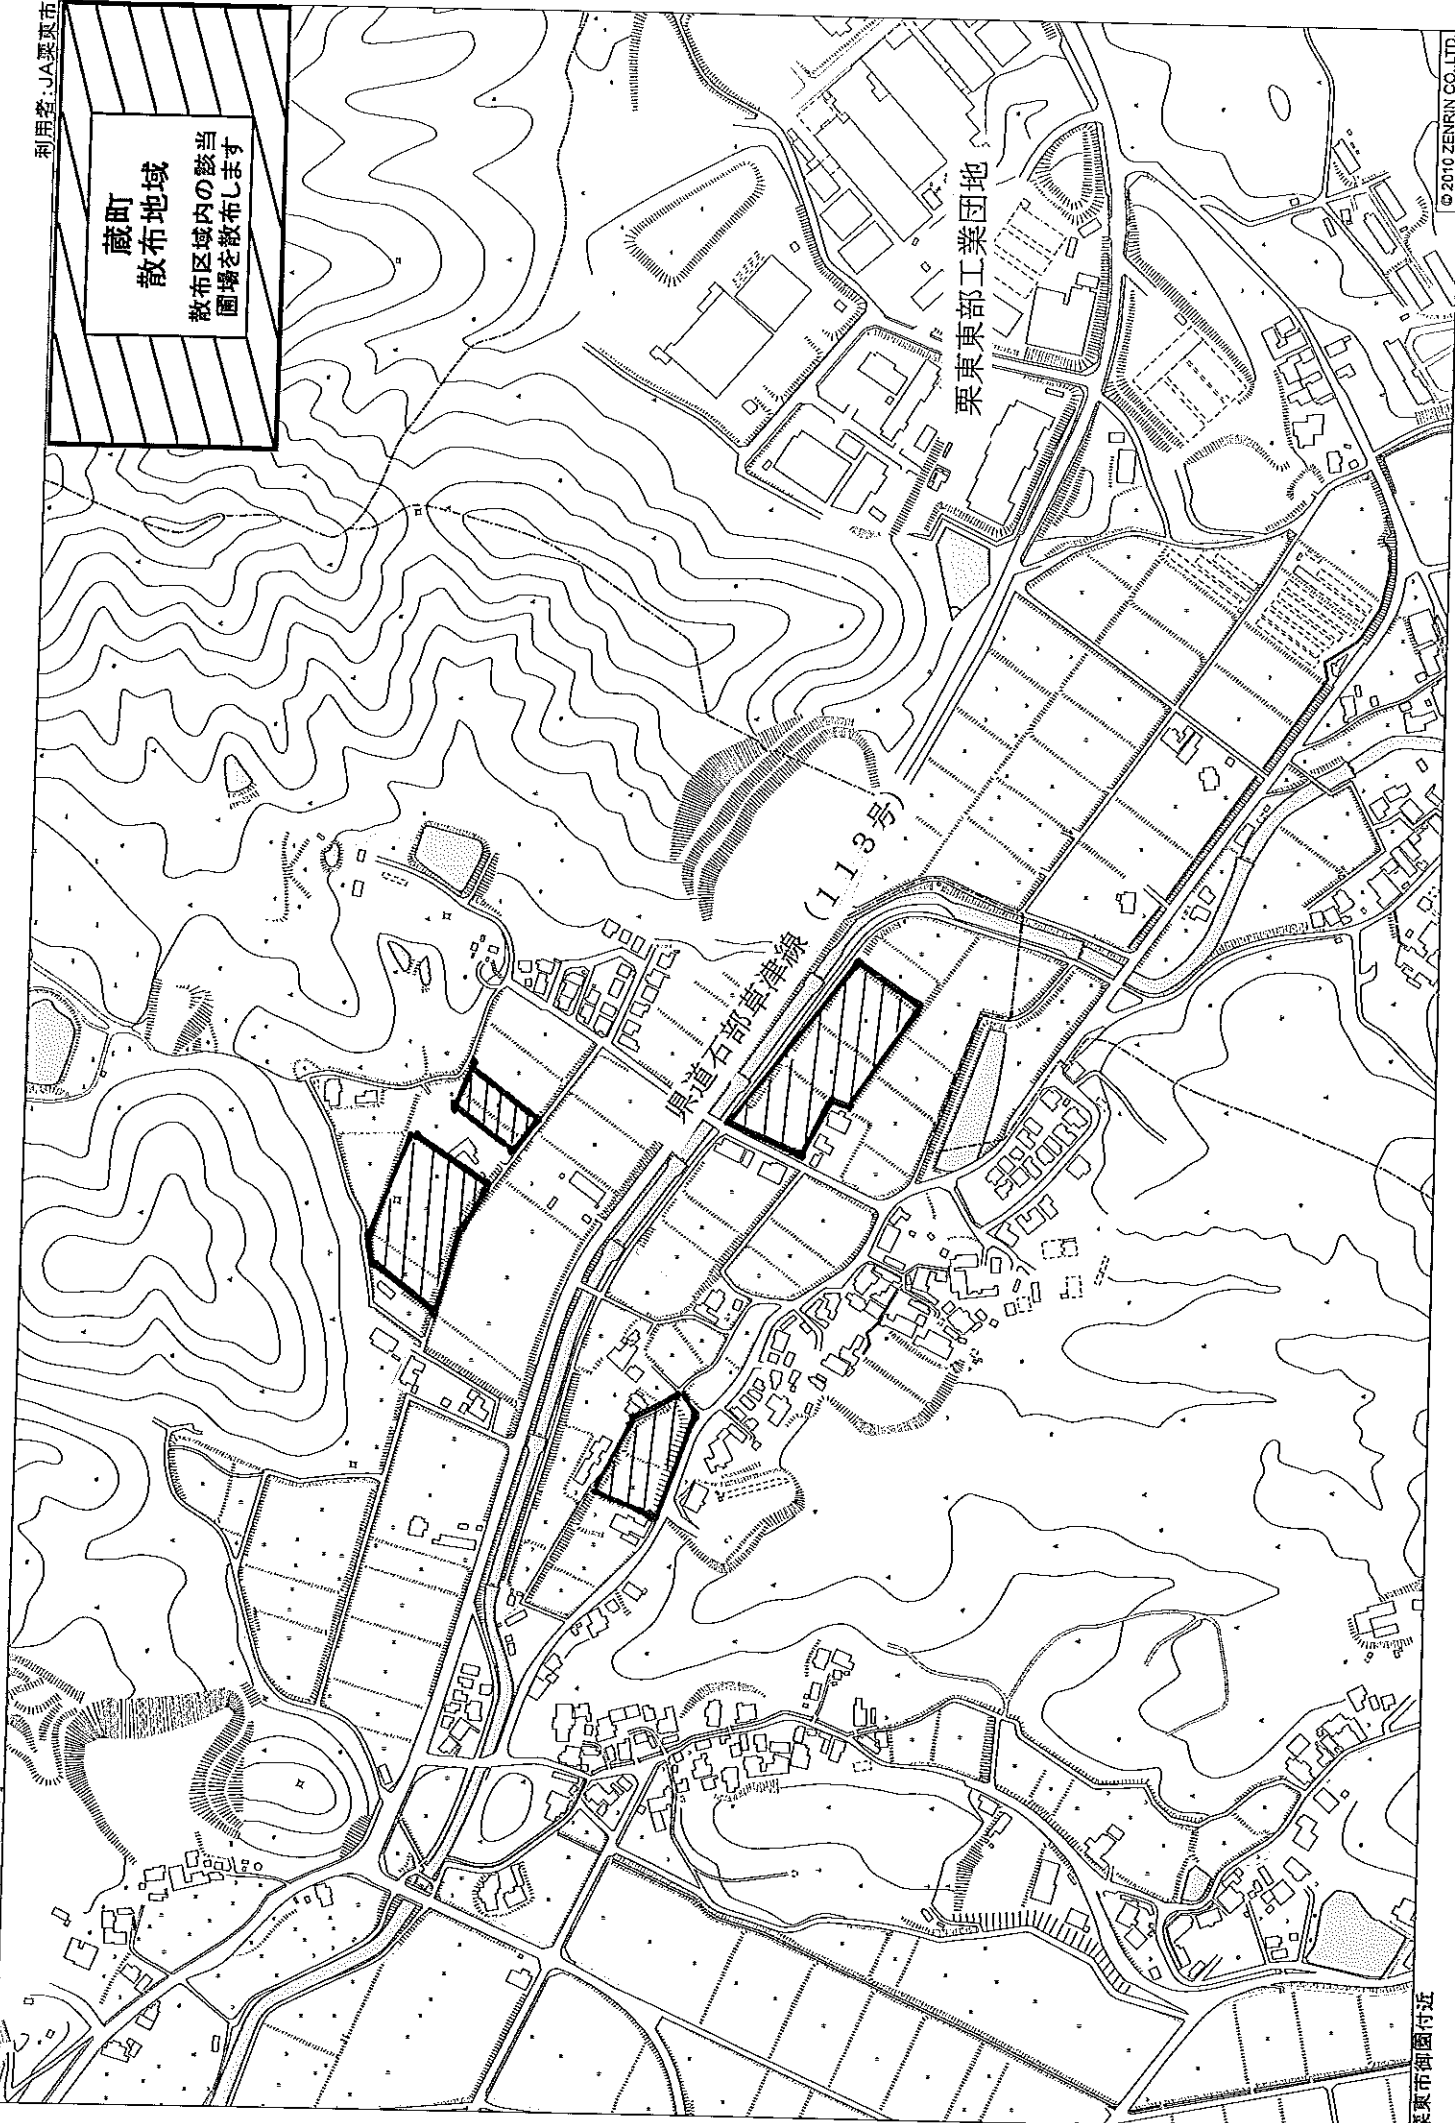 利用者:JA栗東市
蔵町
散布地域
散布区域内の該当
圃場を散布します
栗東東部工業団地
県道石部草津線
(113号)
栗東市御園付近
© 2010 ZENRIN CO.,LTD.